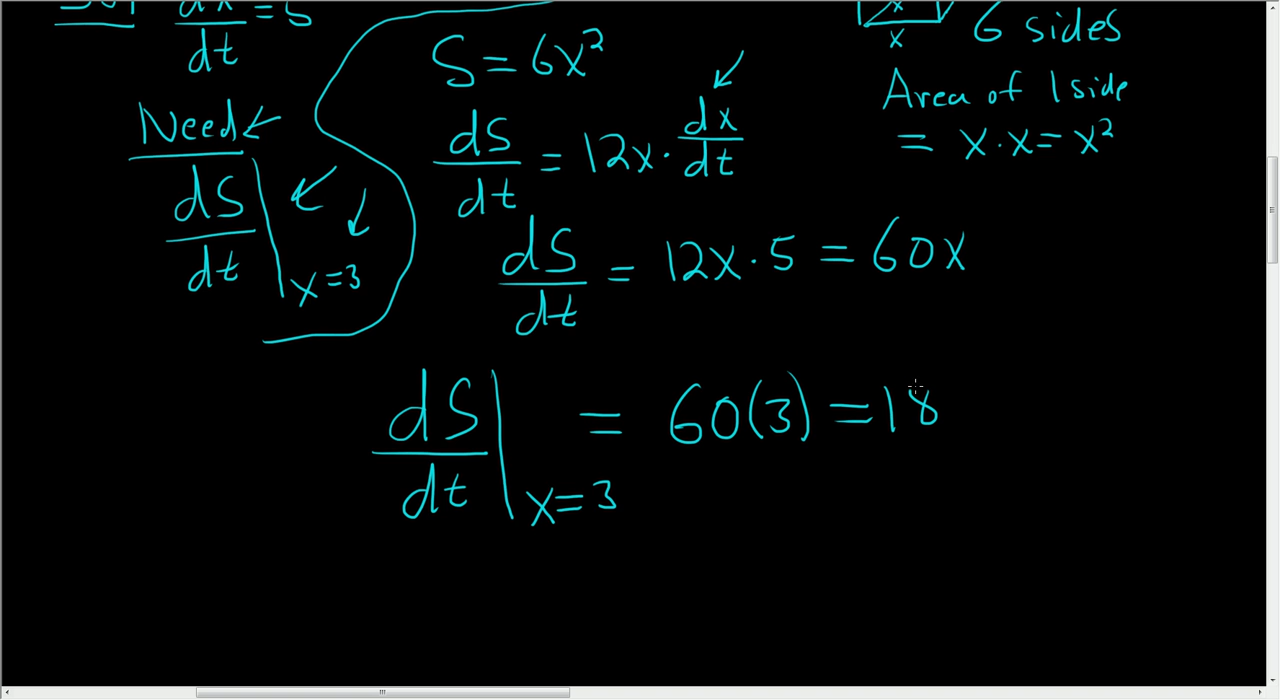 dx/dt = 5
Need
dS/dt | x=3
S = 6x²
dS/dt = 12x · dx/dt
dS/dt = 12x · 5 = 60x
dS/dt | x=3 = 60(3) = 18
x
x
6 sides
Area of 1 side
= x · x = x²